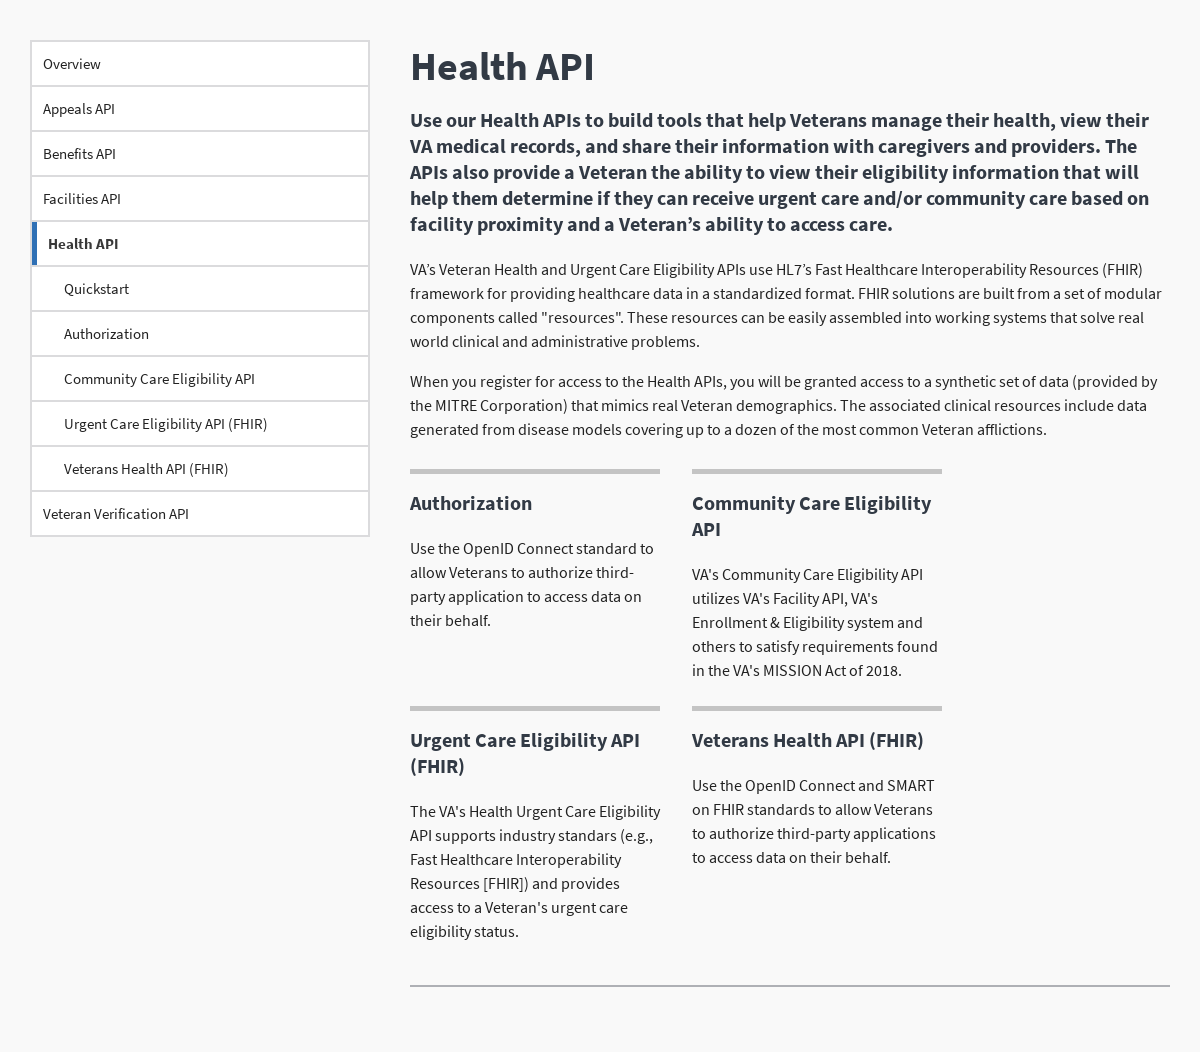 Overview
Appeals API
Benefits API
Facilities API
Health API
Quickstart
Authorization
Community Care Eligibility API
Urgent Care Eligibility API (FHIR)
Veterans Health API (FHIR)
Veteran Verification API
Health API
Use our Health APIs to build tools that help Veterans manage their health, view their
VA medical records, and share their information with caregivers and providers. The
APIs also provide a Veteran the ability to view their eligibility information that will
help them determine if they can receive urgent care and/or community care based on
facility proximity and a Veteran’s ability to access care.
VA’s Veteran Health and Urgent Care Eligibility APIs use HL7’s Fast Healthcare Interoperability Resources (FHIR)
framework for providing healthcare data in a standardized format. FHIR solutions are built from a set of modular
components called "resources". These resources can be easily assembled into working systems that solve real
world clinical and administrative problems.
When you register for access to the Health APIs, you will be granted access to a synthetic set of data (provided by
the MITRE Corporation) that mimics real Veteran demographics. The associated clinical resources include data
generated from disease models covering up to a dozen of the most common Veteran afflictions.
Authorization
Use the OpenID Connect standard to
allow Veterans to authorize third-
party application to access data on
their behalf.
Community Care Eligibility
API
VA's Community Care Eligibility API
utilizes VA's Facility API, VA's
Enrollment & Eligibility system and
others to satisfy requirements found
in the VA's MISSION Act of 2018.
Urgent Care Eligibility API
(FHIR)
The VA's Health Urgent Care Eligibility
API supports industry standars (e.g.,
Fast Healthcare Interoperability
Resources [FHIR]) and provides
access to a Veteran's urgent care
eligibility status.
Veterans Health API (FHIR)
Use the OpenID Connect and SMART
on FHIR standards to allow Veterans
to authorize third-party applications
to access data on their behalf.